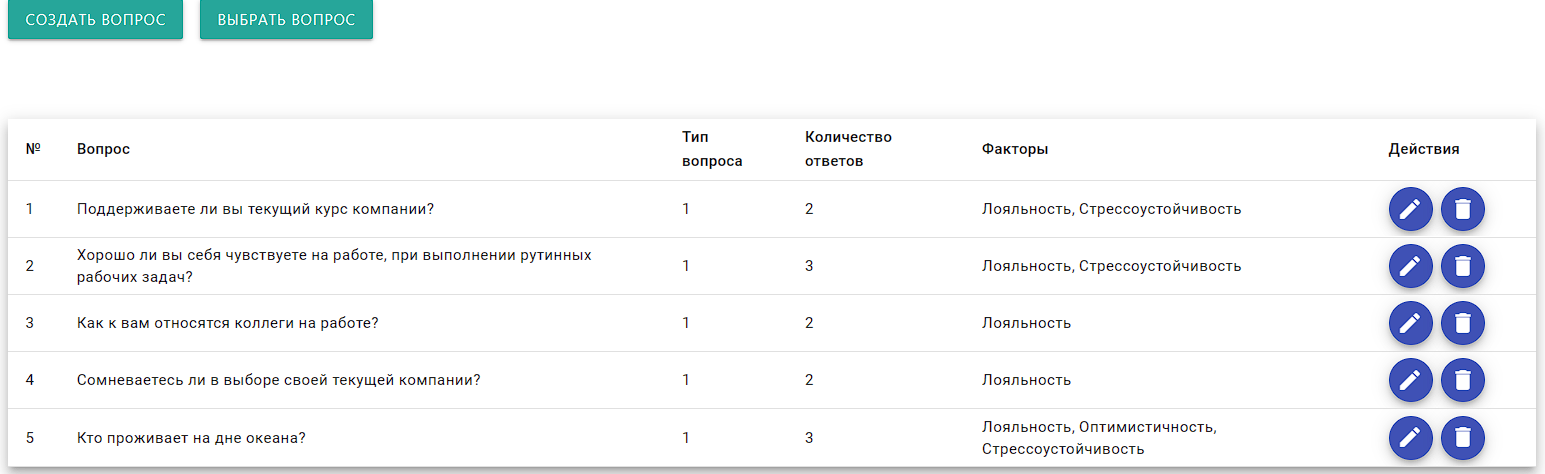 СОЗДАТЬ ВОПРОС ВЫБРАТЬ ВОПРОС
№ Вопрос Тип вопроса Количество ответов Факторы Действия
1 Поддерживаете ли вы текущий курс компании? 1 2 Лояльность, Стрессоустойчивость
2 Хорошо ли вы себя чувствуете на работе, при выполнении рутинных
рабочих задач? 1 3 Лояльность, Стрессоустойчивость
3 Как к вам относятся коллеги на работе? 1 2 Лояльность
4 Сомневаетесь ли в выборе своей текущей компании? 1 2 Лояльность
5 Кто проживает на дне океана? 1 3 Лояльность, Оптимистичность,
Стрессоустойчивость